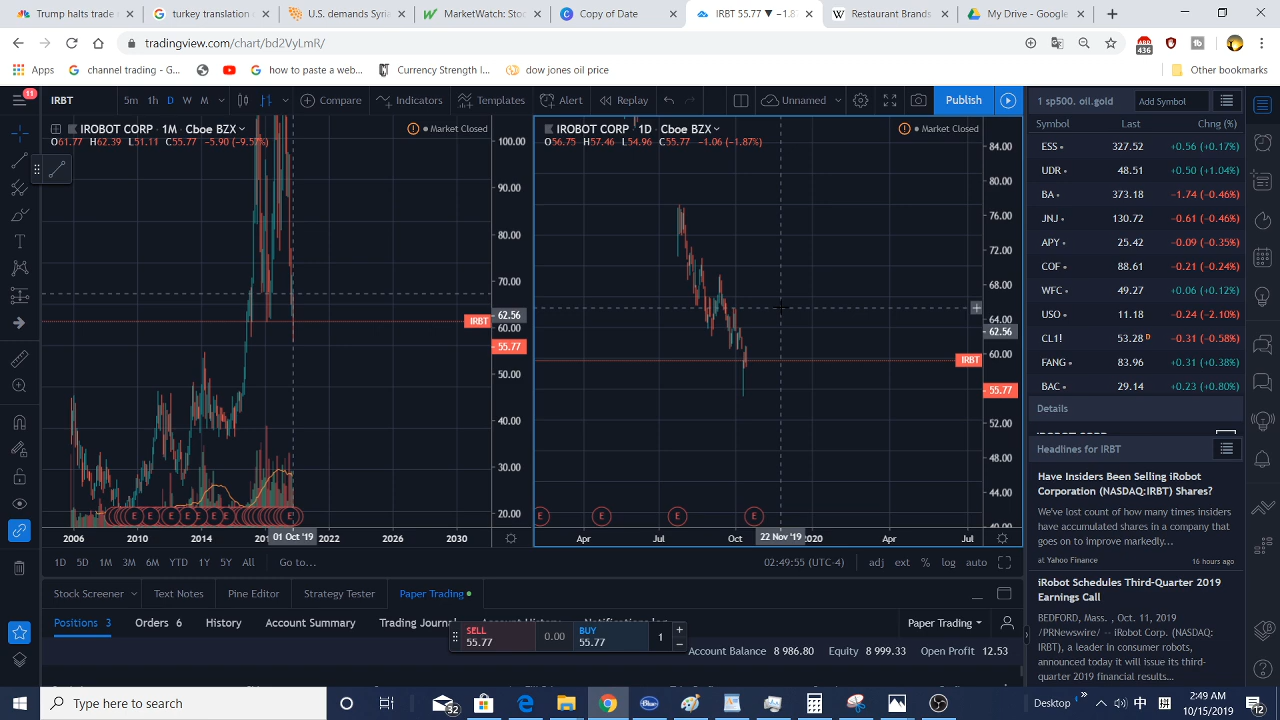 Trading View Trac
turkey tension
U.S. demands Syria
MarketWatch: Stoc
Copy of Date
IRBT 55.77 ▼ −1.8
Restaurant Brands
My Drive - Google
tradingview.com/chart/bd2VyLmR/
436
Apps
channel trading - G...
how to paste a web...
Currency Strength I...
dow jones oil price
Other bookmarks
11
IRBT
5m 1h D W M
Compare
Indicators
Templates
Alert
Replay
Unnamed
Publish
1 sp500, oil.gold
Add Symbol
IROBOT CORP · 1M · Cboe BZX
Market Closed
O61.77 H62.39 L51.11 C55.77 −5.90 (−9.57%)
IROBOT CORP · 1D · Cboe BZX
Market Closed
O56.75 H57.46 L54.96 C55.77 −1.06 (−1.87%)
100.00
90.00
80.00
70.00
62.56
60.00
IRBT
55.77
50.00
40.00
30.00
20.00
2006 2010 2014 01 Oct '19 2022 2026 2030
84.00
80.00
76.00
72.00
68.00
64.00
62.56
60.00
IRBT
55.77
52.00
48.00
44.00
40.00
Apr Jul Oct 22 Nov '19 2020 Apr Jul
Symbol Last Chng (%)
ESS 327.52 +0.56 (+0.17%)
UDR 48.51 +0.50 (+1.04%)
BA 373.18 −1.74 (−0.46%)
JNJ 130.72 −0.61 (−0.46%)
APY 25.42 −0.09 (−0.35%)
COF 88.61 −0.21 (−0.24%)
WFC 49.27 +0.06 (+0.12%)
USO 11.18 −0.24 (−2.10%)
CL1! 53.28 D −0.31 (−0.58%)
FANG 83.96 +0.31 (+0.38%)
BAC 29.14 +0.23 (+0.80%)
Details
Headlines for IRBT
Have Insiders Been Selling iRobot
Corporation (NASDAQ:IRBT) Shares?
We've lost count of how many times insiders
have accumulated shares in a company that
goes on to improve markedly...
at Yahoo Finance 16 hours ago
iRobot Schedules Third-Quarter 2019
Earnings Call
BEDFORD, Mass. , Oct. 11, 2019
/PRNewswire/ -- iRobot Corp. (NASDAQ:
IRBT), a leader in consumer robots,
announced today it will issue its third-
quarter 2019 financial results...
1D 5D 1M 3M 6M YTD 1Y 5Y All Go to...
02:49:55 (UTC-4) adj ext % log auto
Stock Screener Text Notes Pine Editor Strategy Tester Paper Trading
Positions 3 Orders 6 History Account Summary Trading Journal
Paper Trading
SELL
55.77
0.00
BUY
55.77
1
Account Balance 8 986.80 Equity 8 999.33 Open Profit 12.53
Type here to search
32
Desktop
中
拼
2:49 AM
10/15/2019
12